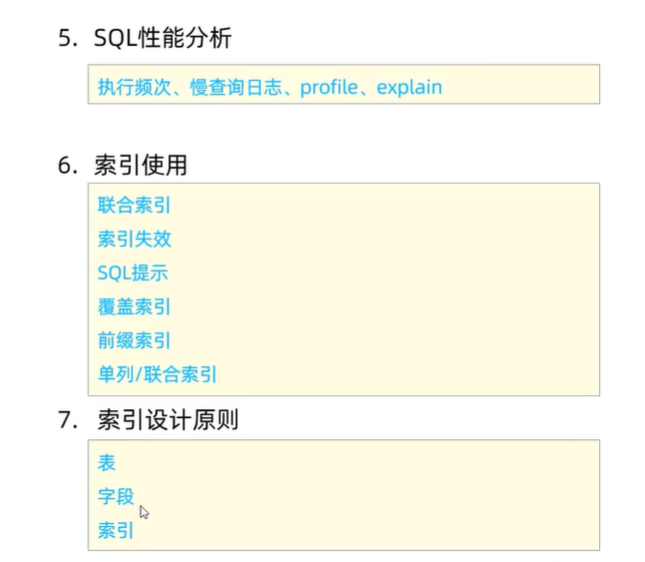 5. SQL性能分析
执行频次、慢查询日志、profile、explain
6. 索引使用
联合索引
索引失效
SQL提示
覆盖索引
前缀索引
单列/联合索引
7. 索引设计原则
表
字段
索引